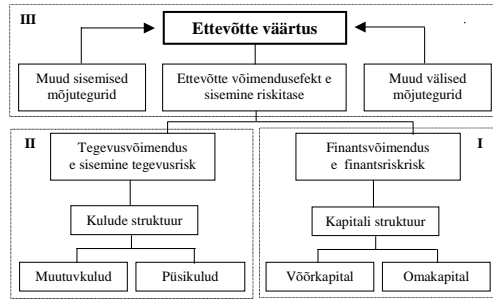 III
Ettevõtte väärtus
Muud sisemised
mõjutegurid
Ettevõtte võimendusefekt e
sisemine riskitase
Muud välised
mõjutegurid
II
Tegevusvõimendus
e sisemine tegevusrisk
I
Finantsvõimendus
e finantsriskrisk
Kulude struktuur
Kapitali struktuur
Muutuvkulud
Püsikulud
Võõrkapital
Omakapital